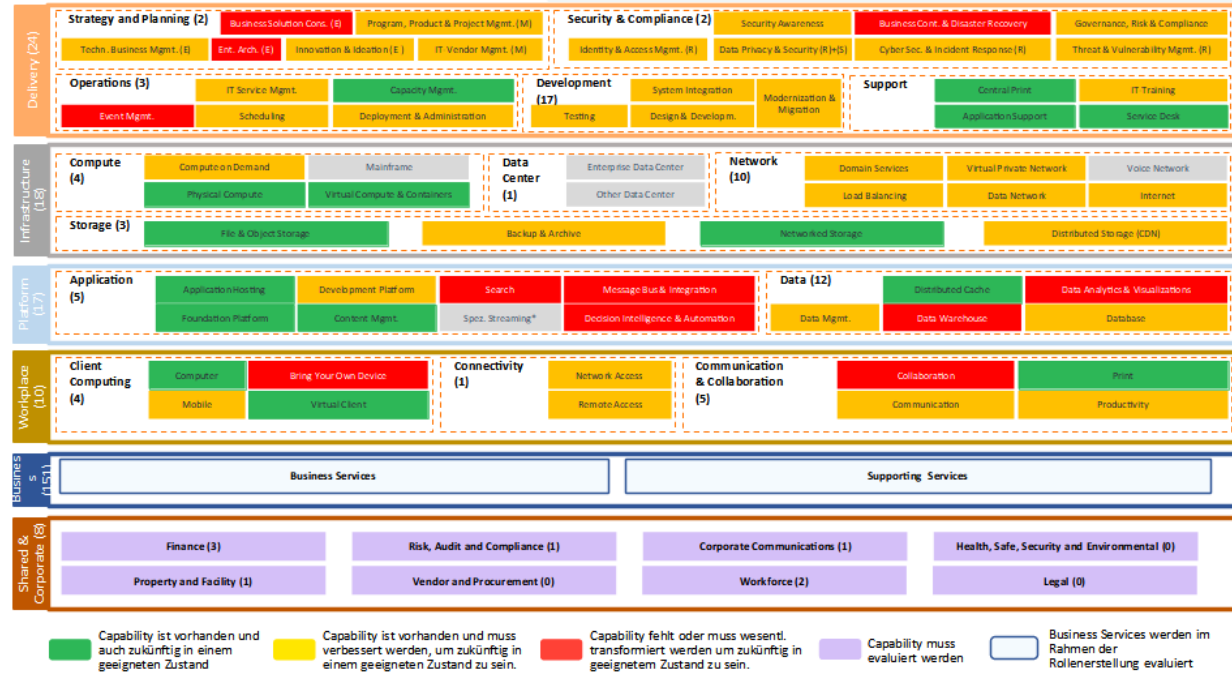 Delivery (24)
Strategy and Planning (2)
Business Solution Cons. (E)
Program, Product & Project Mgmt. (M)
Techn. Business Mgmt. (E)
Ent. Arch. (E)
Innovation & Ideation (E )
IT-Vendor Mgmt. (M)
Security & Compliance (2)
Security Awareness
Business Cont. & Disaster Recovery
Governance, Risk & Compliance
Identity & Access Mgmt. (R)
Data Privacy & Security (R)+(S)
Cyber Sec. & Incident Response (R)
Threat & Vulnerability Mgmt. (R)
Operations (3)
IT Service Mgmt.
Capacity Mgmt.
Event Mgmt.
Scheduling
Deployment & Administration
Development
(17)
System Integration
Modernization &
Migration
Testing
Design & Developm.
Support
Central Print
IT Training
Application Support
Service Desk
Infrastructure
(18)
Compute
(4)
Compute on Demand
Mainframe
Physical Compute
Virtual Compute & Containers
Data
Center
(1)
Enterprise Data Center
Other Data Center
Network
(10)
Domain Services
Virtual Private Network
Voice Network
Load Balancing
Data Network
Internet
Storage (3)
File & Object Storage
Backup & Archive
Networked Storage
Distributed Storage (CDN)
Platform
(17)
Application
(5)
Application Hosting
Development Platform
Search
Message Bus & Integration
Foundation Platform
Content Mgmt.
Spez. Streaming*
Decision Intelligence & Automation
Data (12)
Distributed Cache
Data Analytics & Visualizations
Data Mgmt.
Data Warehouse
Database
Workplace
(10)
Client
Computing
(4)
Computer
Bring Your Own Device
Mobile
Virtual Client
Connectivity
(1)
Network Access
Remote Access
Communication
& Collaboration
(5)
Collaboration
Print
Communication
Productivity
Busines
s
(151)
Business Services
Supporting Services
Shared &
Corporate (8)
Finance (3)
Risk, Audit and Compliance (1)
Corporate Communications (1)
Health, Safe, Security and Environmental (0)
Property and Facility (1)
Vendor and Procurement (0)
Workforce (2)
Legal (0)
Capability ist vorhanden und
auch zukünftig in einem
geeigneten Zustand
Capability ist vorhanden und muss
verbessert werden, um zukünftig in
einem geeigneten Zustand zu sein.
Capability fehlt oder muss wesentl.
transformiert werden um zukünftig in
geeignetem Zustand zu sein.
Capability muss
evaluiert werden
Business Services werden im
Rahmen der
Rollenerstellung evaluiert